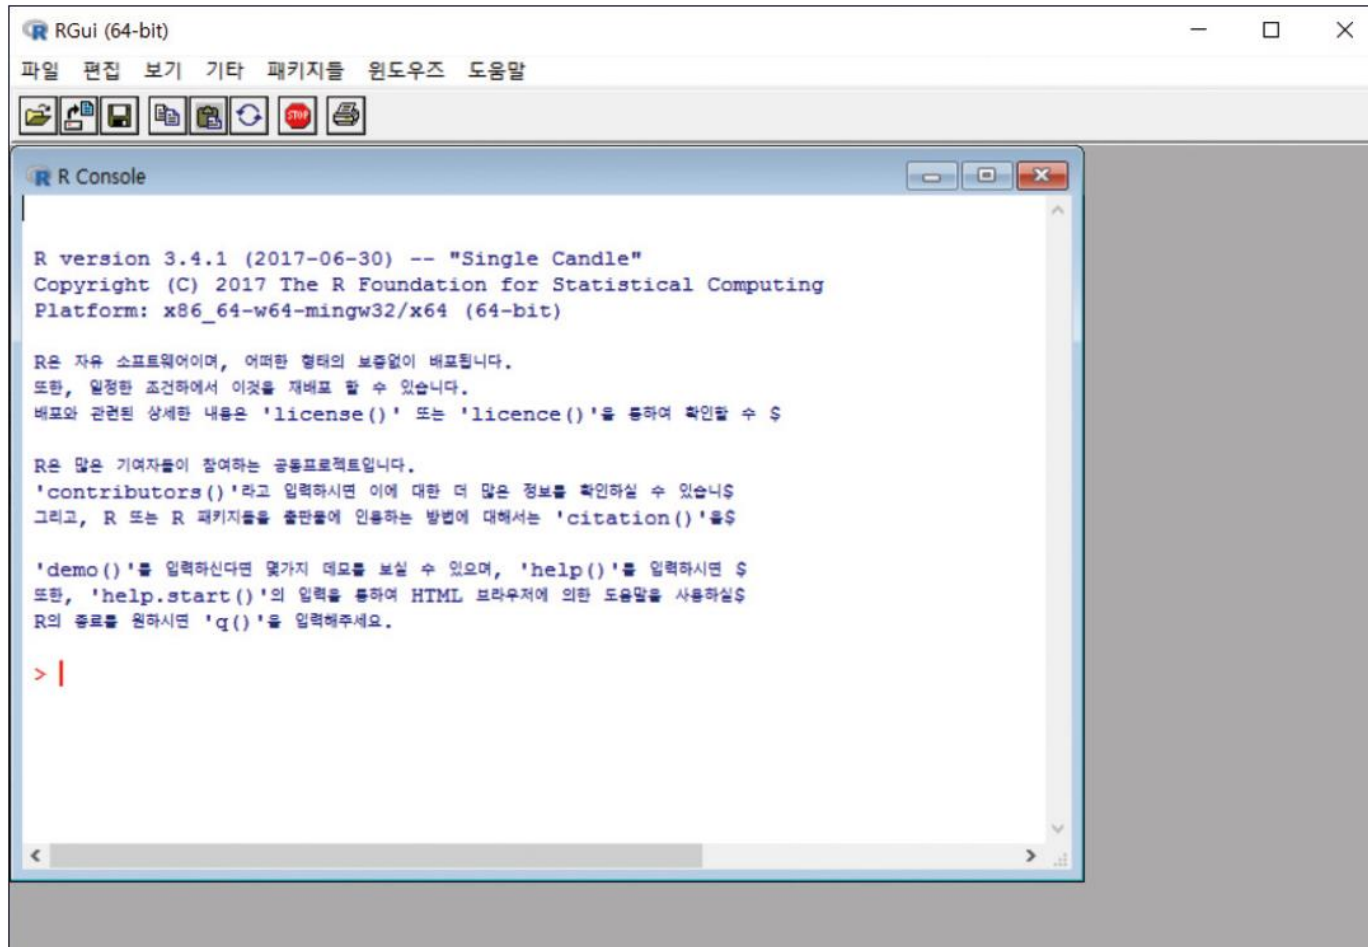 RGui (64-bit)
파일 편집 보기 기타 패키지들 윈도우즈 도움말
STOP
R Console
R version 3.4.1 (2017-06-30) -- "Single Candle"
Copyright (C) 2017 The R Foundation for Statistical Computing
Platform: x86_64-w64-mingw32/x64 (64-bit)
R은 자유 소프트웨어이며, 어떠한 형태의 보증없이 배포됩니다.
또한, 일정한 조건하에서 이것을 재배포 할 수 있습니다.
배포와 관련된 상세한 내용은 'license()' 또는 'licence()'을 통하여 확인할 수 $
R은 많은 기여자들이 참여하는 공동프로젝트입니다.
'contributors()'라고 입력하시면 이에 대한 더 많은 정보를 확인하실 수 있습니$
그리고, R 또는 R 패키지들을 출판물에 인용하는 방법에 대해서는 'citation()'을$
'demo()'를 입력하신다면 몇가지 데모를 보실 수 있으며, 'help()'를 입력하시면 $
또한, 'help.start()'의 입력을 통하여 HTML 브라우저에 의한 도움말을 사용하실$
R의 종료를 원하시면 'q()'을 입력해주세요.
>